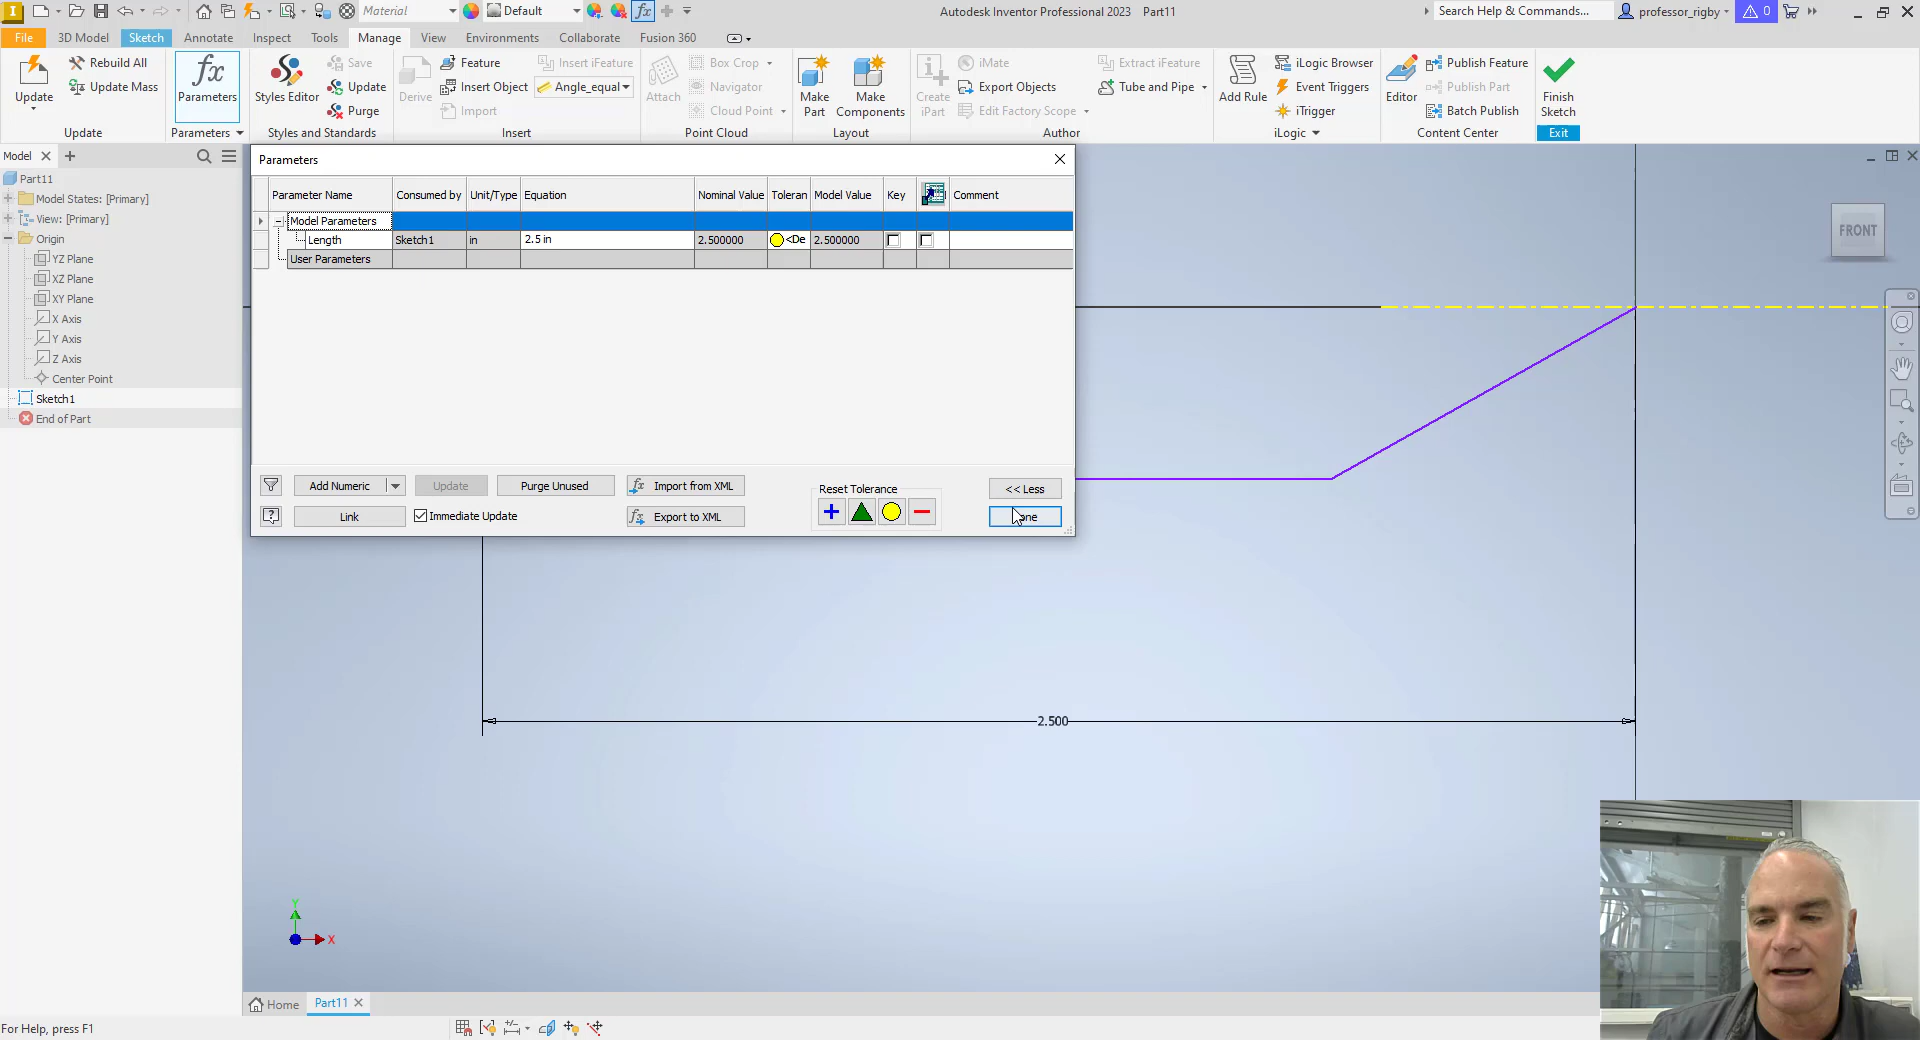 Material
Default
Autodesk Inventor Professional 2023 Part11
Search Help & Commands...
professor_rigby
0
File 3D Model Sketch Annotate Inspect Tools Manage View Environments Collaborate Fusion 360
Update
Rebuild All
Update Mass
Update
fx
Parameters
Parameters
Styles Editor
Save
Update
Purge
Styles and Standards
Derive
Feature
Insert Object
Import
Insert iFeature
Angle_equal
Insert
Attach
Box Crop
Navigator
Cloud Point
Point Cloud
Make Part
Make Components
Layout
Create iPart
iMate
Export Objects
Edit Factory Scope
Extract iFeature
Tube and Pipe
Author
Add Rule
iLogic Browser
Event Triggers
iTrigger
iLogic
Editor
Publish Feature
Publish Part
Batch Publish
Content Center
Finish Sketch
Exit
Model
Part11
Model States: [Primary]
View: [Primary]
Origin
YZ Plane
XZ Plane
XY Plane
X Axis
Y Axis
Z Axis
Center Point
Sketch1
End of Part
Parameters
Parameter Name Consumed by Unit/Type Equation Nominal Value Toleran Model Value Key Comment
Model Parameters
Length Sketch1 in 2.5 in 2.500000 <De 2.500000
User Parameters
Add Numeric Update Purge Unused Import from XML
Link Immediate Update Export to XML
Reset Tolerance
<< Less
FRONT
2.500
Y
X
Home Part11
For Help, press F1